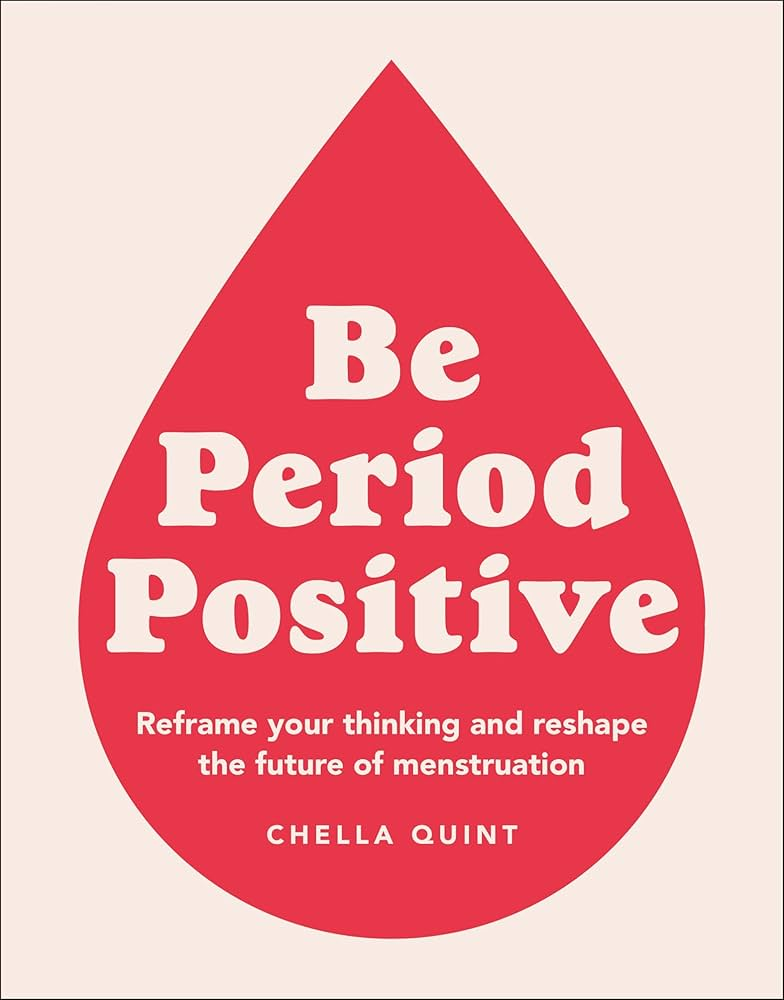 Be
Period
Positive
Reframe your thinking and reshape
the future of menstruation
CHELLA QUINT